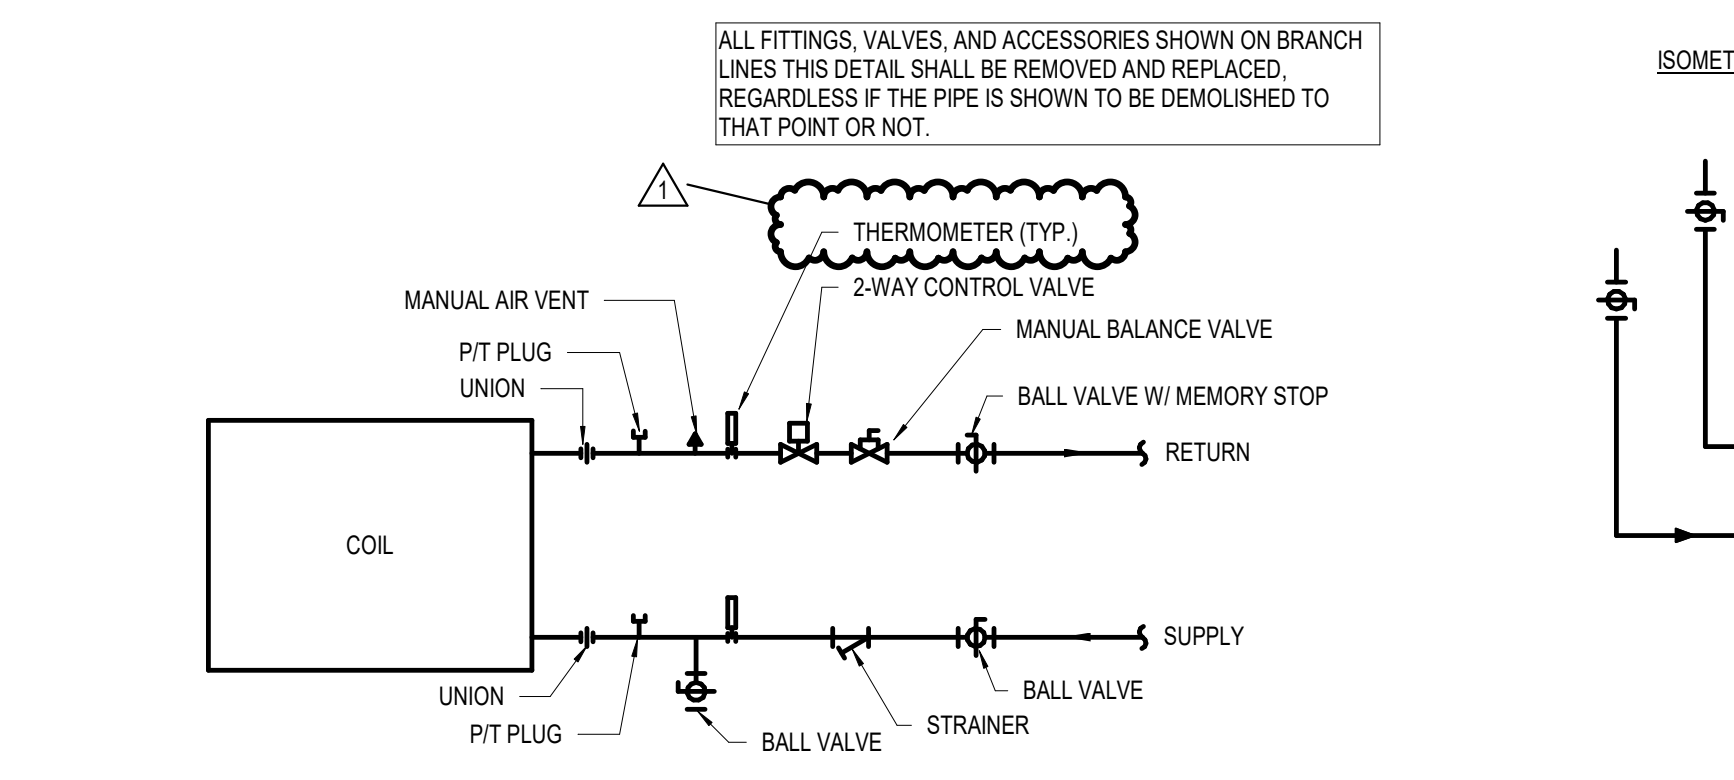 ALL FITTINGS, VALVES, AND ACCESSORIES SHOWN ON BRANCH
LINES THIS DETAIL SHALL BE REMOVED AND REPLACED,
REGARDLESS IF THE PIPE IS SHOWN TO BE DEMOLISHED TO
THAT POINT OR NOT.
ISOMET
1
THERMOMETER (TYP.)
2-WAY CONTROL VALVE
MANUAL AIR VENT
MANUAL BALANCE VALVE
P/T PLUG
UNION
BALL VALVE W/ MEMORY STOP
RETURN
COIL
SUPPLY
UNION
BALL VALVE
STRAINER
P/T PLUG
BALL VALVE